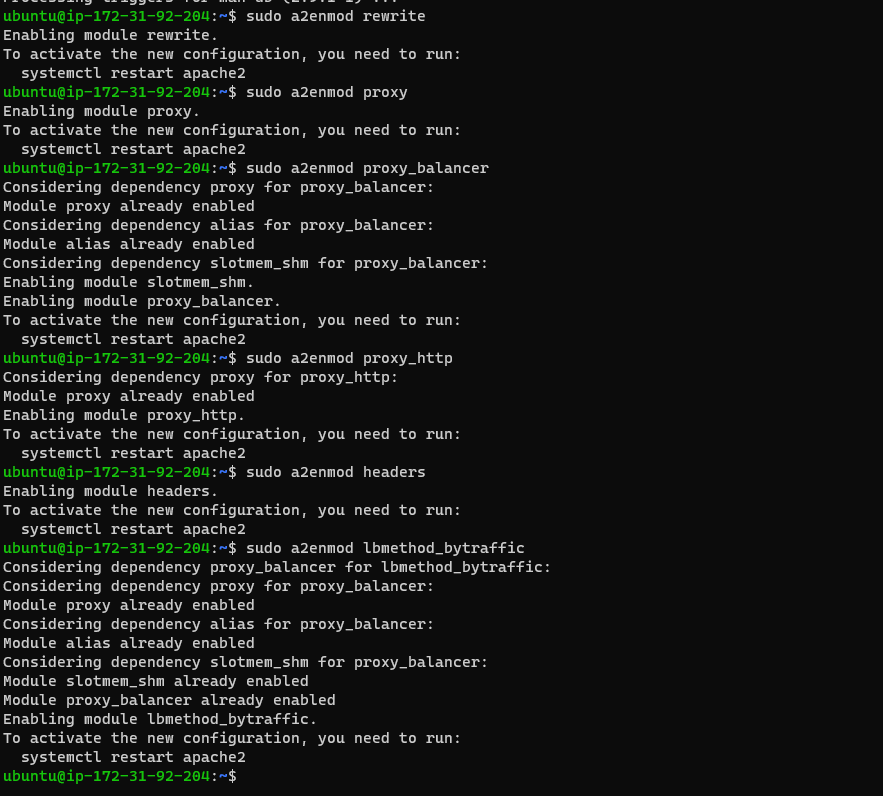 Processing triggers for man-db (2.9.1-1) ...
ubuntu@ip-172-31-92-204:~$ sudo a2enmod rewrite
Enabling module rewrite.
To activate the new configuration, you need to run:
  systemctl restart apache2
ubuntu@ip-172-31-92-204:~$ sudo a2enmod proxy
Enabling module proxy.
To activate the new configuration, you need to run:
  systemctl restart apache2
ubuntu@ip-172-31-92-204:~$ sudo a2enmod proxy_balancer
Considering dependency proxy for proxy_balancer:
Module proxy already enabled
Considering dependency alias for proxy_balancer:
Module alias already enabled
Considering dependency slotmem_shm for proxy_balancer:
Enabling module slotmem_shm.
Enabling module proxy_balancer.
To activate the new configuration, you need to run:
  systemctl restart apache2
ubuntu@ip-172-31-92-204:~$ sudo a2enmod proxy_http
Considering dependency proxy for proxy_http:
Module proxy already enabled
Enabling module proxy_http.
To activate the new configuration, you need to run:
  systemctl restart apache2
ubuntu@ip-172-31-92-204:~$ sudo a2enmod headers
Enabling module headers.
To activate the new configuration, you need to run:
  systemctl restart apache2
ubuntu@ip-172-31-92-204:~$ sudo a2enmod lbmethod_bytraffic
Considering dependency proxy_balancer for lbmethod_bytraffic:
Considering dependency proxy for proxy_balancer:
Module proxy already enabled
Considering dependency alias for proxy_balancer:
Module alias already enabled
Considering dependency slotmem_shm for proxy_balancer:
Module slotmem_shm already enabled
Module proxy_balancer already enabled
Enabling module lbmethod_bytraffic.
To activate the new configuration, you need to run:
  systemctl restart apache2
ubuntu@ip-172-31-92-204:~$